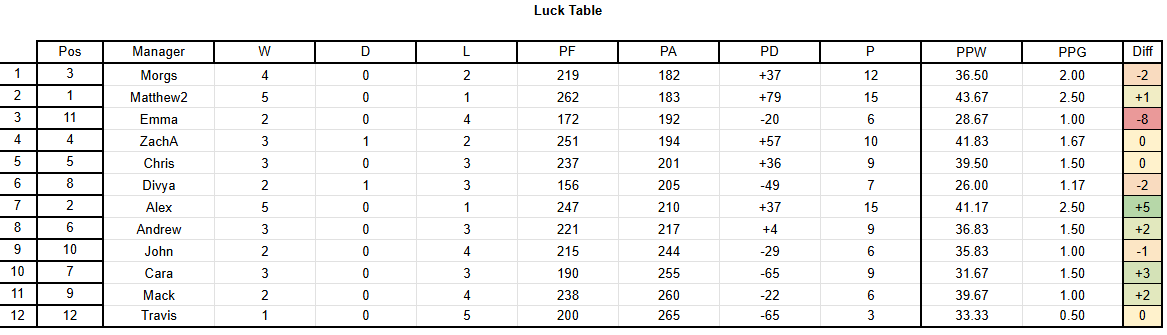 Luck Table
Pos Manager W D L PF PA PD P PPW PPG Diff
1 3 Morgs 4 0 2 219 182 +37 12 36.50 2.00 -2
2 1 Matthew2 5 0 1 262 183 +79 15 43.67 2.50 +1
3 11 Emma 2 0 4 172 192 -20 6 28.67 1.00 -8
4 4 ZachA 3 1 2 251 194 +57 10 41.83 1.67 0
5 5 Chris 3 0 3 237 201 +36 9 39.50 1.50 0
6 8 Divya 2 1 3 156 205 -49 7 26.00 1.17 -2
7 2 Alex 5 0 1 247 210 +37 15 41.17 2.50 +5
8 6 Andrew 3 0 3 221 217 +4 9 36.83 1.50 +2
9 10 John 2 0 4 215 244 -29 6 35.83 1.00 -1
10 7 Cara 3 0 3 190 255 -65 9 31.67 1.50 +3
11 9 Mack 2 0 4 238 260 -22 6 39.67 1.00 +2
12 12 Travis 1 0 5 200 265 -65 3 33.33 0.50 0